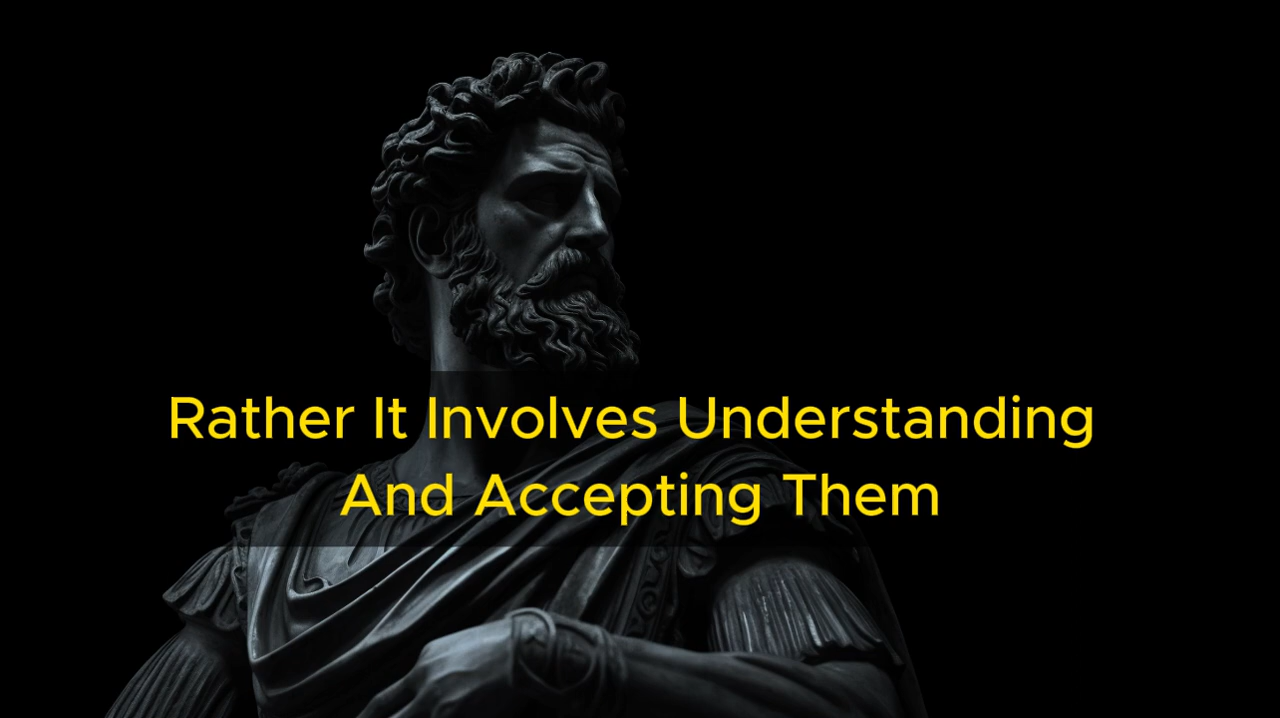 Rather It Involves Understanding
And Accepting Them